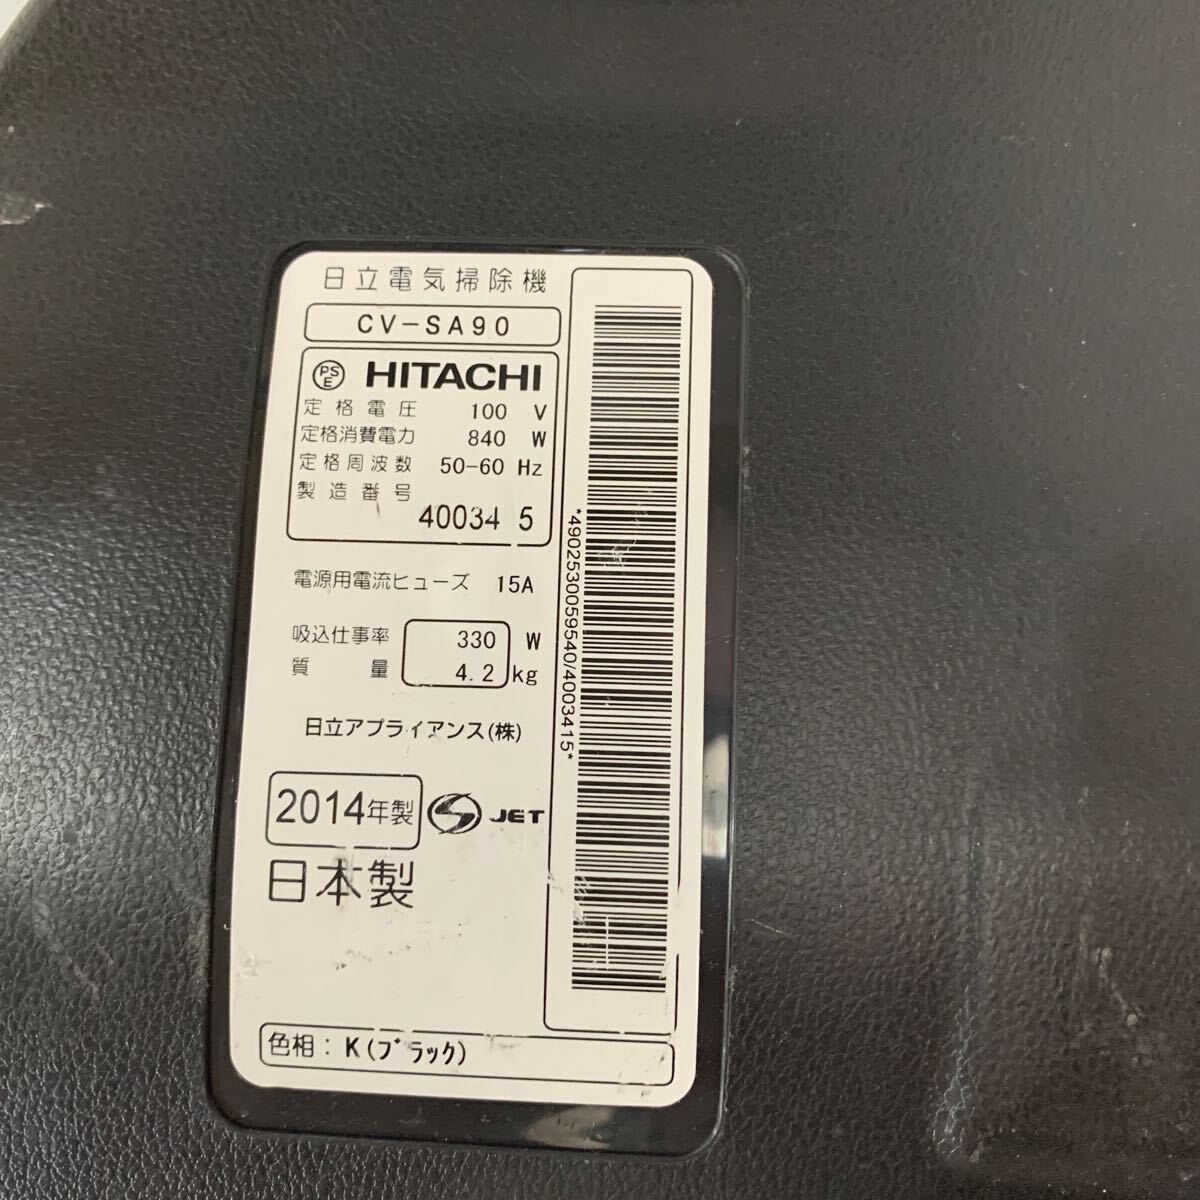 日立電気掃除機
CV-SA90
PS
E
HITACHI
定格電圧 100 V
定格消費電力 840 W
定格周波数 50-60 Hz
製造番号
40034 5
電源用電流ヒューズ 15A
吸込仕事率 330 W
質量 4.2 kg
日立アプライアンス(株)
2014年製
JET
日本製
色相:K(ブラック)
*4902530059540/4003415*